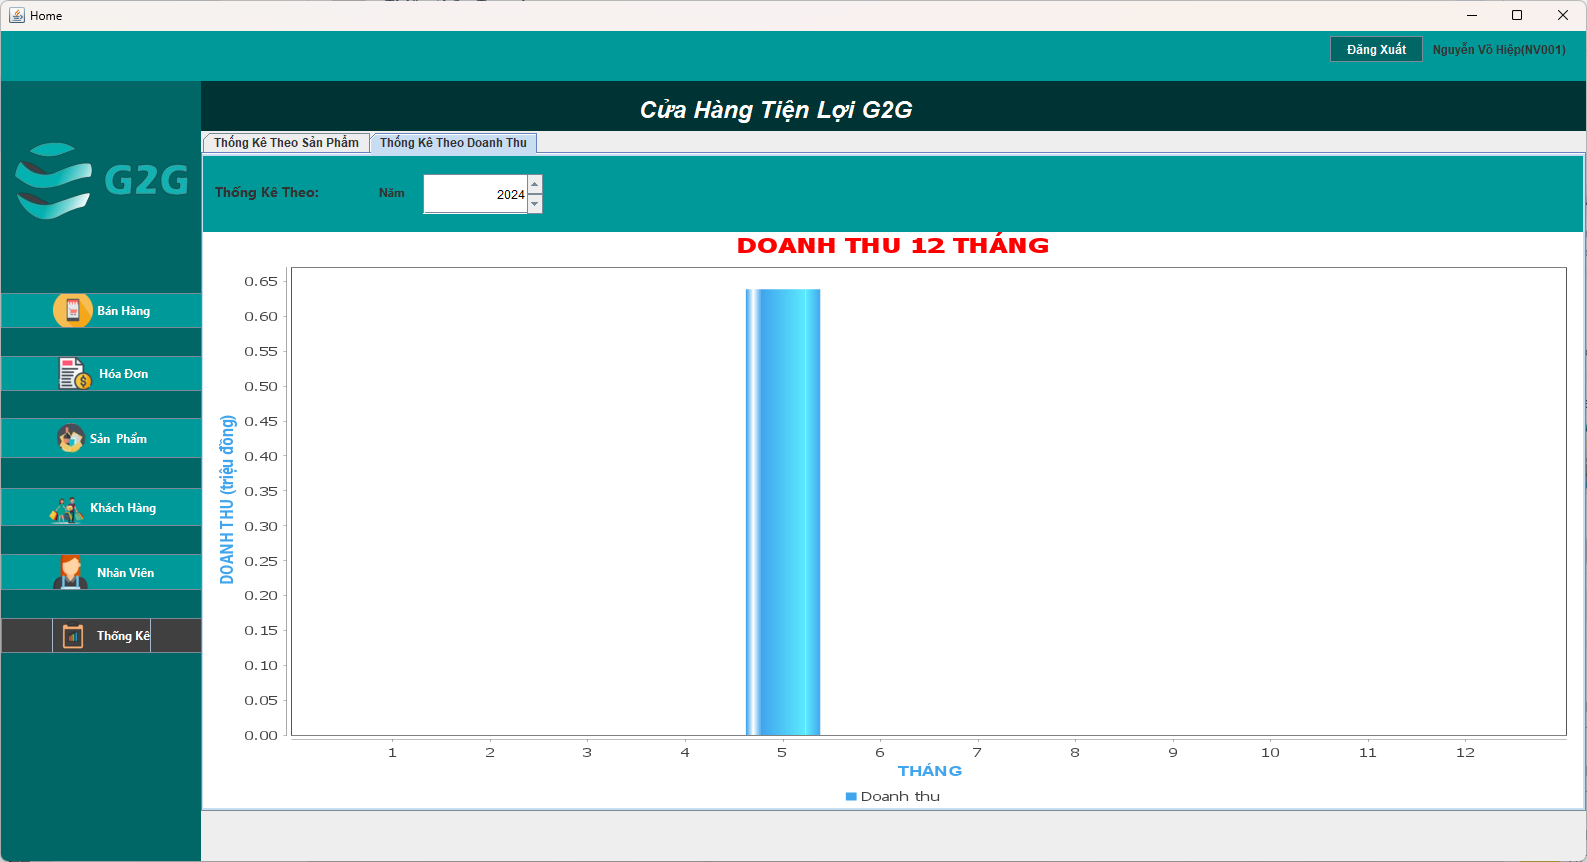 Home
Đăng Xuất Nguyễn Võ Hiệp(NV001)
Cửa Hàng Tiện Lợi G2G
Thống Kê Theo Sản Phẩm Thống Kê Theo Doanh Thu
G2G
Thống Kê Theo: Năm 2024
Bán Hàng
Hóa Đơn
Sản Phẩm
Khách Hàng
Nhân Viên
Thống Kê
DOANH THU 12 THÁNG
DOANH THU (triệu đồng)
0.65
0.60
0.55
0.50
0.45
0.40
0.35
0.30
0.25
0.20
0.15
0.10
0.05
0.00
1 2 3 4 5 6 7 8 9 10 11 12
THÁNG
Doanh thu